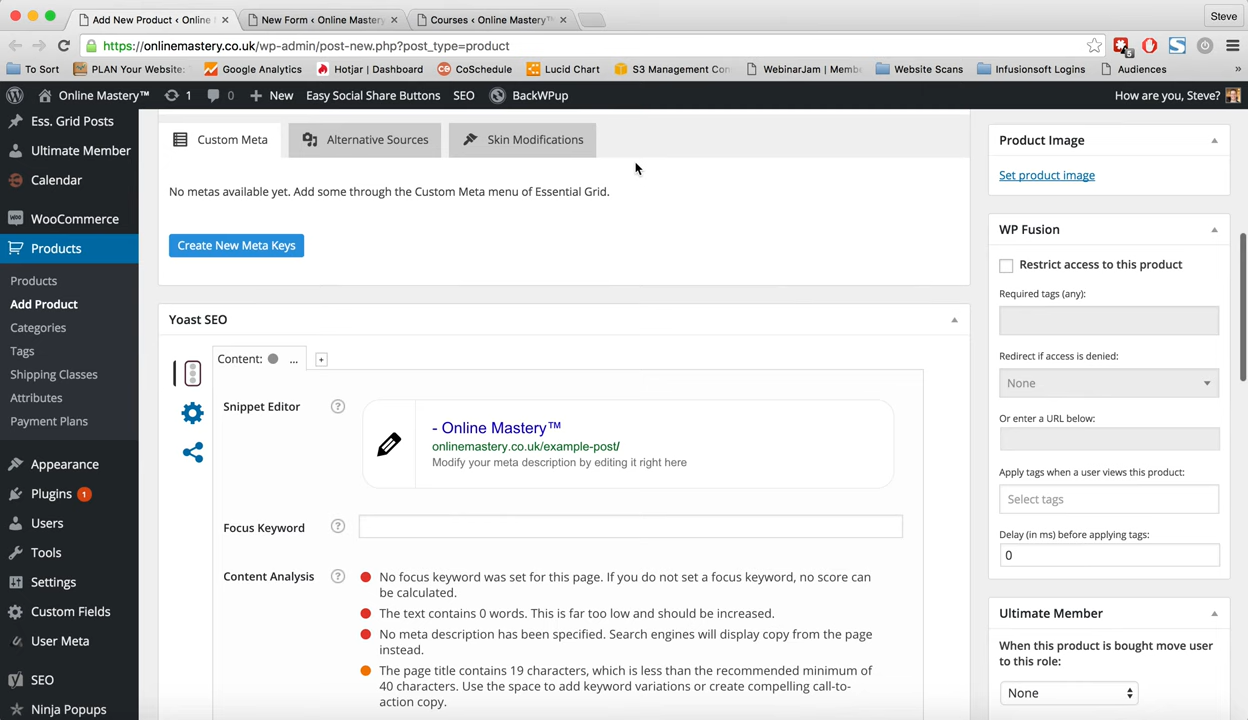 Add New Product ‹ Online
New Form ‹ Online Mastery
Courses ‹ Online Mastery™
Steve
https://onlinemastery.co.uk/wp-admin/post-new.php?post_type=product
To Sort
PLAN Your Website:
Google Analytics
Hotjar | Dashboard
CoSchedule
Lucid Chart
S3 Management Con
WebinarJam | Membe
Website Scans
Infusionsoft Logins
Audiences
»
Online Mastery™
1
0
New
Easy Social Share Buttons
SEO
BackWPup
How are you, Steve?
Ess. Grid Posts
Ultimate Member
Calendar
WooCommerce
Products
Products
Add Product
Categories
Tags
Shipping Classes
Attributes
Payment Plans
Appearance
Plugins 1
Users
Tools
Settings
Custom Fields
User Meta
SEO
Ninja Popups
Custom Meta
Alternative Sources
Skin Modifications
No metas available yet. Add some through the Custom Meta menu of Essential Grid.
Create New Meta Keys
Yoast SEO
Content: ...
+
Snippet Editor ?
- Online Mastery™
onlinemastery.co.uk/example-post/
Modify your meta description by editing it right here
Focus Keyword ?
Content Analysis ?
No focus keyword was set for this page. If you do not set a focus keyword, no score can
be calculated.
The text contains 0 words. This is far too low and should be increased.
No meta description has been specified. Search engines will display copy from the page
instead.
The page title contains 19 characters, which is less than the recommended minimum of
40 characters. Use the space to add keyword variations or create compelling call-to-
action copy.
Product Image
Set product image
WP Fusion
Restrict access to this product
Required tags (any):
Redirect if access is denied:
None
Or enter a URL below:
Apply tags when a user views this product:
Select tags
Delay (in ms) before applying tags:
0
Ultimate Member
When this product is bought move user
to this role:
None